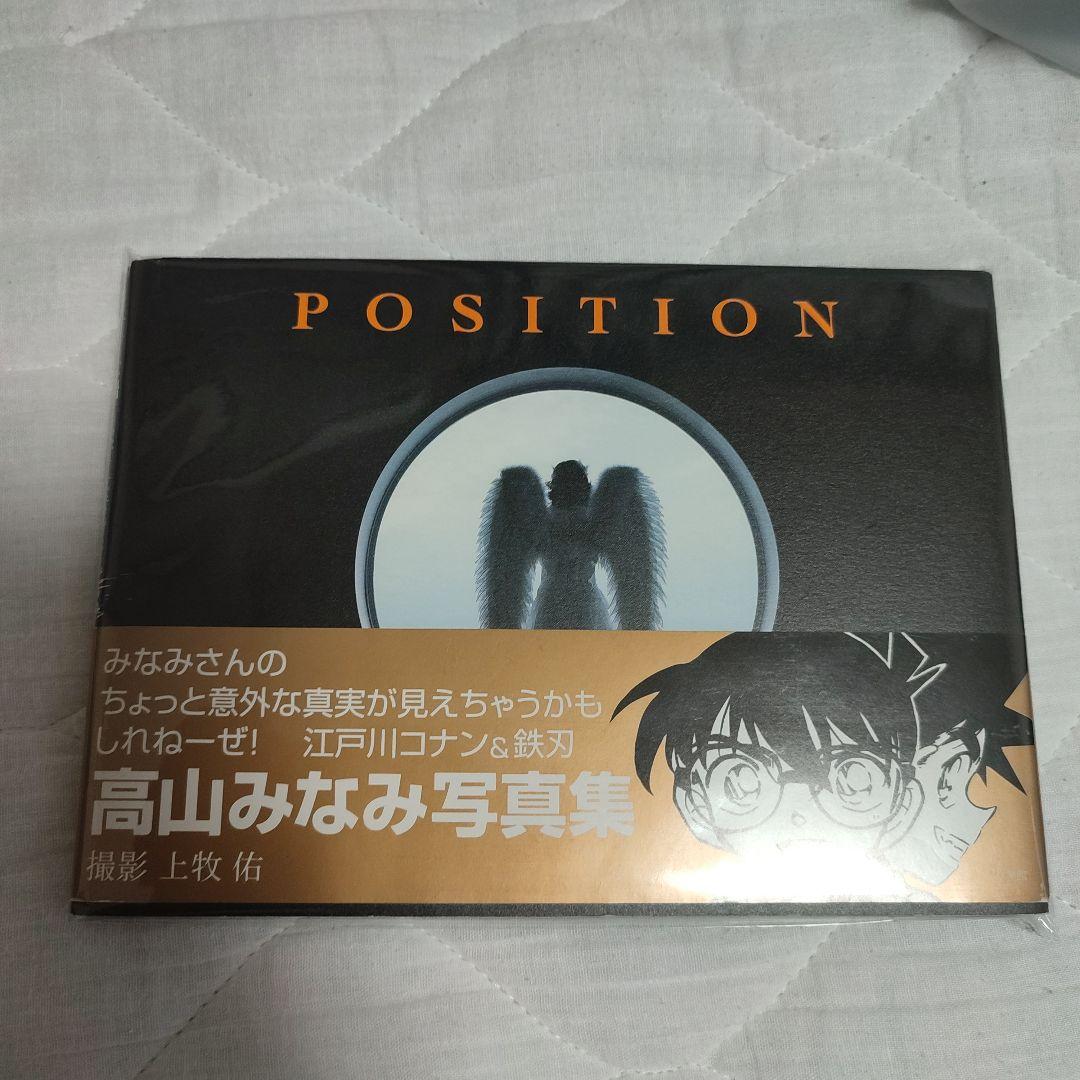 POSITION
みなみさんの
ちょっと意外な真実が見えちゃうかも
しれねーぜ! 江戸川コナン&鉄刃
高山みなみ写真集
撮影 上牧 佑